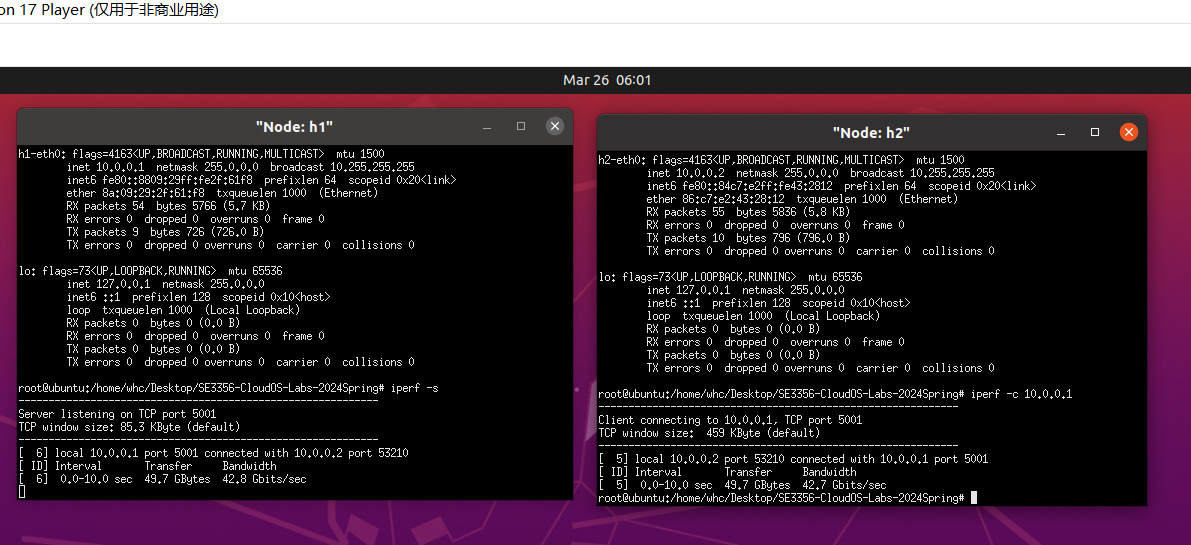 on 17 Player (仅用于非商业用途)
Mar 26 06:01
"Node: h1"
h1-eth0: flags=4163<UP,BROADCAST,RUNNING,MULTICAST> mtu 1500
inet 10.0.0.1 netmask 255.0.0.0 broadcast 10.255.255.255
inet6 fe80::8809:29ff:fe2f:61f8 prefixlen 64 scopeid 0x20<link>
ether 8a:09:29:2f:61:f8 txqueuelen 1000 (Ethernet)
RX packets 54 bytes 5766 (5.7 KB)
RX errors 0 dropped 0 overruns 0 frame 0
TX packets 9 bytes 726 (726.0 B)
TX errors 0 dropped 0 overruns 0 carrier 0 collisions 0
lo: flags=73<UP,LOOPBACK,RUNNING> mtu 65536
inet 127.0.0.1 netmask 255.0.0.0
inet6 ::1 prefixlen 128 scopeid 0x10<host>
loop txqueuelen 1000 (Local Loopback)
RX packets 0 bytes 0 (0.0 B)
RX errors 0 dropped 0 overruns 0 frame 0
TX packets 0 bytes 0 (0.0 B)
TX errors 0 dropped 0 overruns 0 carrier 0 collisions 0
root@ubuntu:/home/whc/Desktop/SE3356-CloudOS-Labs-2024Spring# iperf -s
------------------------------------------------------------
Server listening on TCP port 5001
TCP window size: 85.3 KByte (default)
------------------------------------------------------------
[ 6] local 10.0.0.1 port 5001 connected with 10.0.0.2 port 53210
[ ID] Interval Transfer Bandwidth
[ 6] 0.0-10.0 sec 49.7 GBytes 42.8 Gbits/sec
"Node: h2"
h2-eth0: flags=4163<UP,BROADCAST,RUNNING,MULTICAST> mtu 1500
inet 10.0.0.2 netmask 255.0.0.0 broadcast 10.255.255.255
inet6 fe80::84c7:e2ff:fe43:2812 prefixlen 64 scopeid 0x20<link>
ether 86:c7:e2:43:28:12 txqueuelen 1000 (Ethernet)
RX packets 55 bytes 5836 (5.8 KB)
RX errors 0 dropped 0 overruns 0 frame 0
TX packets 10 bytes 796 (796.0 B)
TX errors 0 dropped 0 overruns 0 carrier 0 collisions 0
lo: flags=73<UP,LOOPBACK,RUNNING> mtu 65536
inet 127.0.0.1 netmask 255.0.0.0
inet6 ::1 prefixlen 128 scopeid 0x10<host>
loop txqueuelen 1000 (Local Loopback)
RX packets 0 bytes 0 (0.0 B)
RX errors 0 dropped 0 overruns 0 frame 0
TX packets 0 bytes 0 (0.0 B)
TX errors 0 dropped 0 overruns 0 carrier 0 collisions 0
root@ubuntu:/home/whc/Desktop/SE3356-CloudOS-Labs-2024Spring# iperf -c 10.0.0.1
------------------------------------------------------------
Client connecting to 10.0.0.1, TCP port 5001
TCP window size: 459 KByte (default)
------------------------------------------------------------
[ 5] local 10.0.0.2 port 53210 connected with 10.0.0.1 port 5001
[ ID] Interval Transfer Bandwidth
[ 5] 0.0-10.0 sec 49.7 GBytes 42.7 Gbits/sec
root@ubuntu:/home/whc/Desktop/SE3356-CloudOS-Labs-2024Spring#